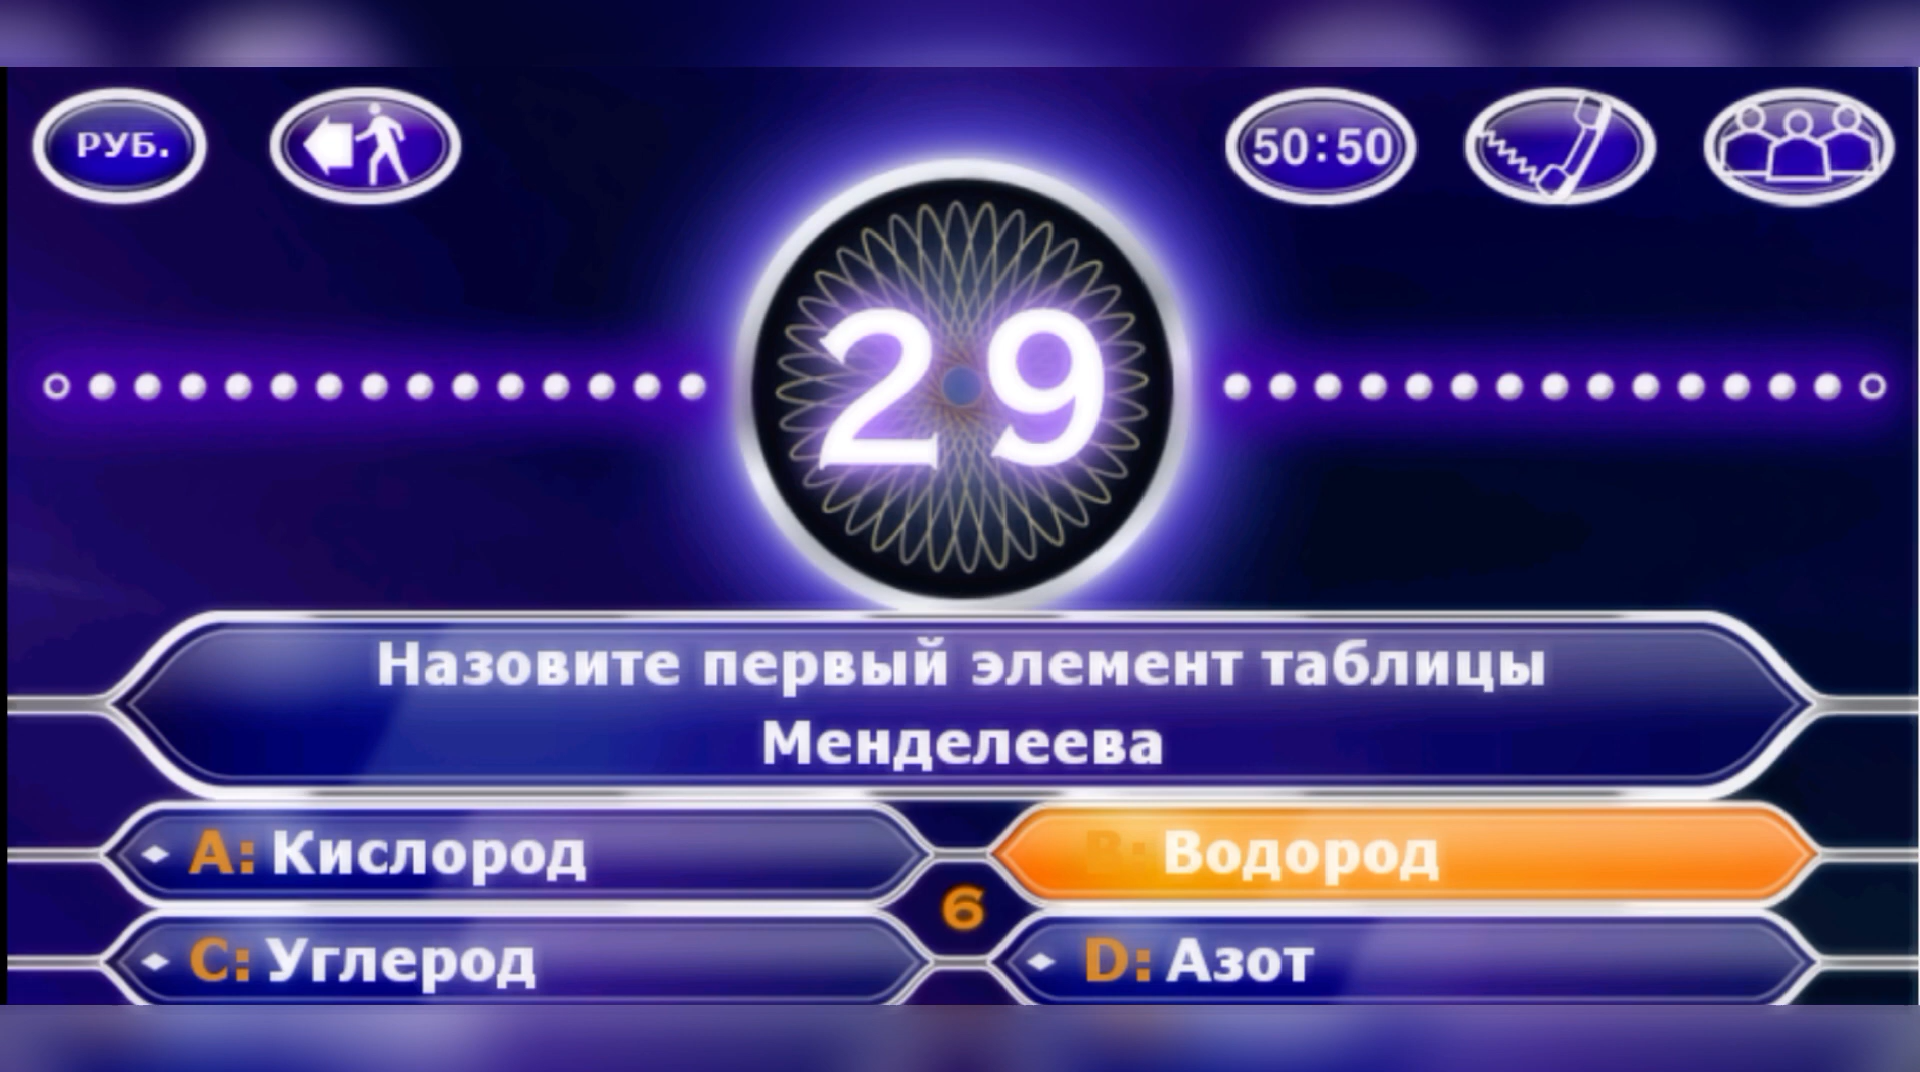 РУБ.
50:50
29
Назовите первый элемент таблицы
Менделеева
A: Кислород
B: Водород
6
C: Углерод
D: Азот